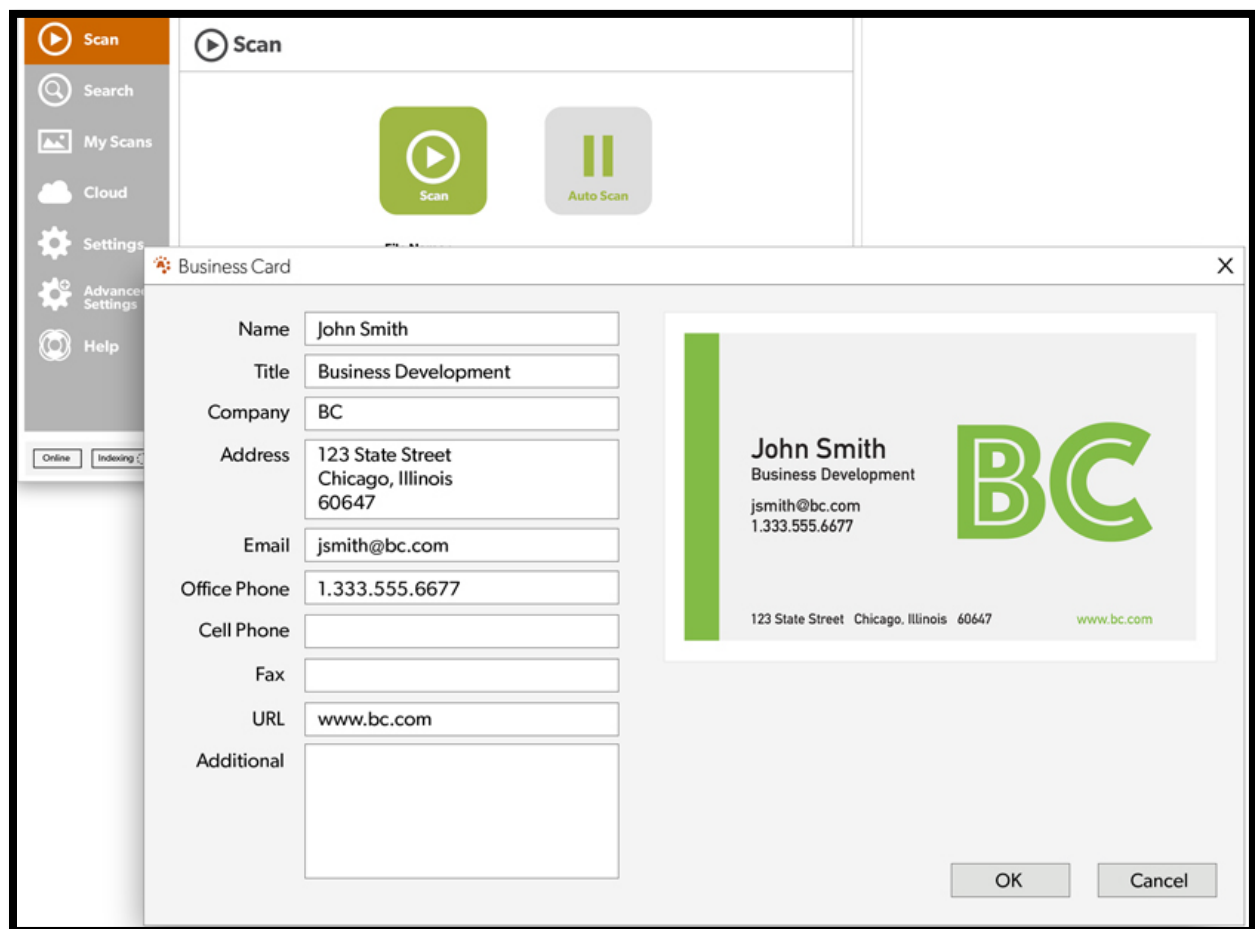 Scan
Search
My Scans
Cloud
Settings
Advanced
Settings
Help
Online
Indexing
Scan
Scan
Auto Scan
Business Card
X
Name
John Smith
Title
Business Development
Company
BC
Address
123 State Street
Chicago, Illinois
60647
Email
jsmith@bc.com
Office Phone
1.333.555.6677
Cell Phone
Fax
URL
www.bc.com
Additional
John Smith
Business Development
jsmith@bc.com
1.333.555.6677
BC
123 State Street Chicago, Illinois 60647
www.bc.com
OK
Cancel